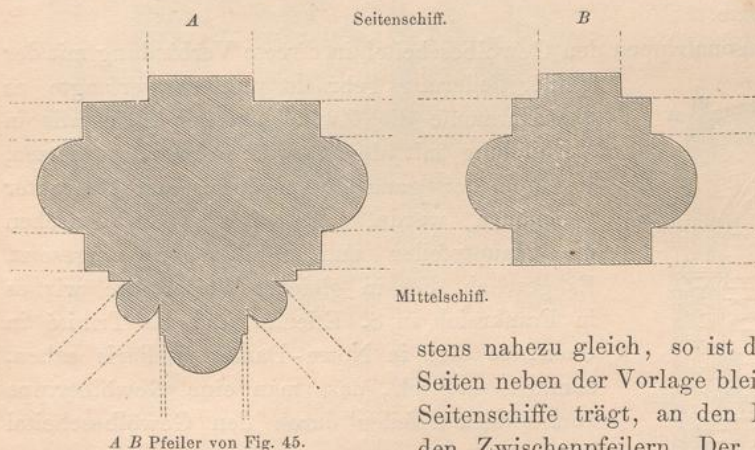 A
Seitenschiff.
B
Mittelschiff.
stens nahezu gleich, so ist
Seiten neben der Vorlage
Seitenschiffe trägt, an den
den Zwischenpfeilern. Der
A B Pfeiler von Fig. 45.